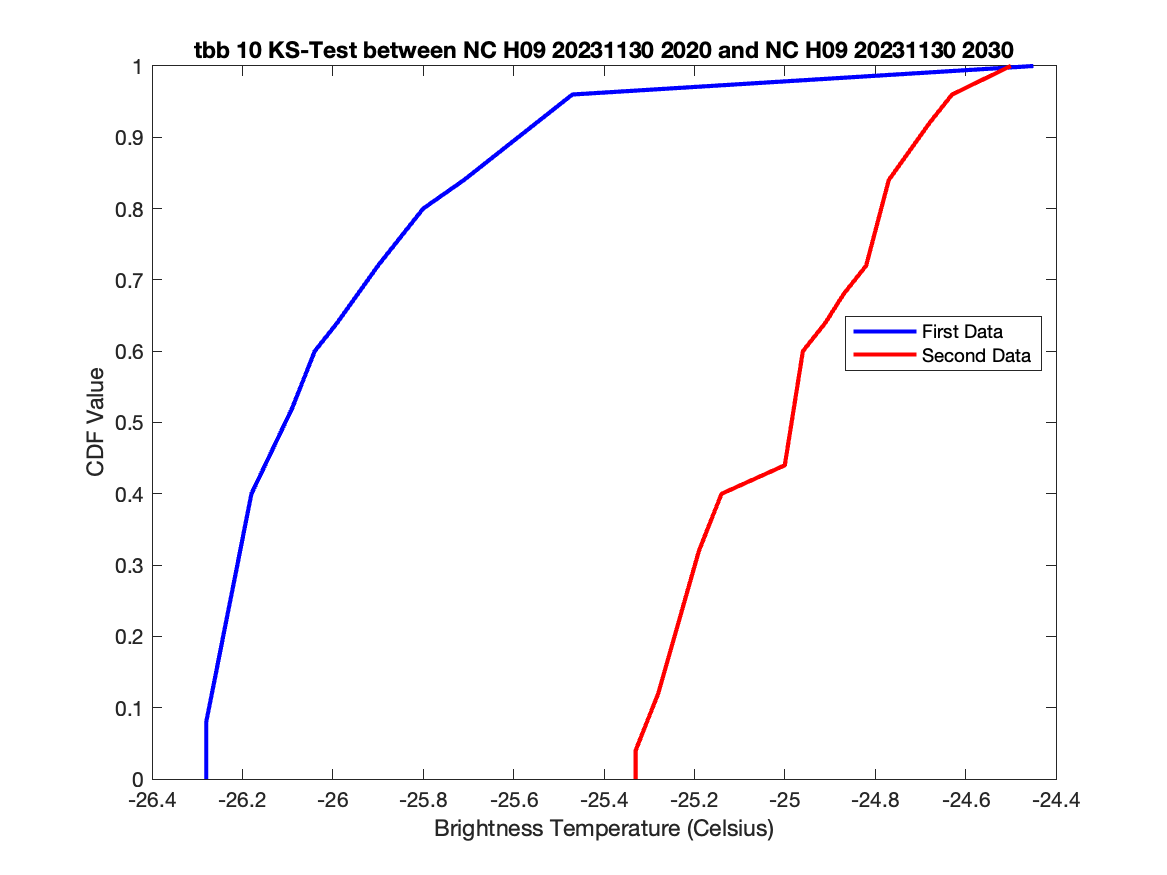 tbb 10 KS-Test between NC H09 20231130 2020 and NC H09 20231130 2030
1
0.9
0.8
0.7
0.6
0.5
0.4
0.3
0.2
0.1
0
CDF Value
First Data
Second Data
-26.4 -26.2 -26 -25.8 -25.6 -25.4 -25.2 -25 -24.8 -24.6 -24.4
Brightness Temperature (Celsius)